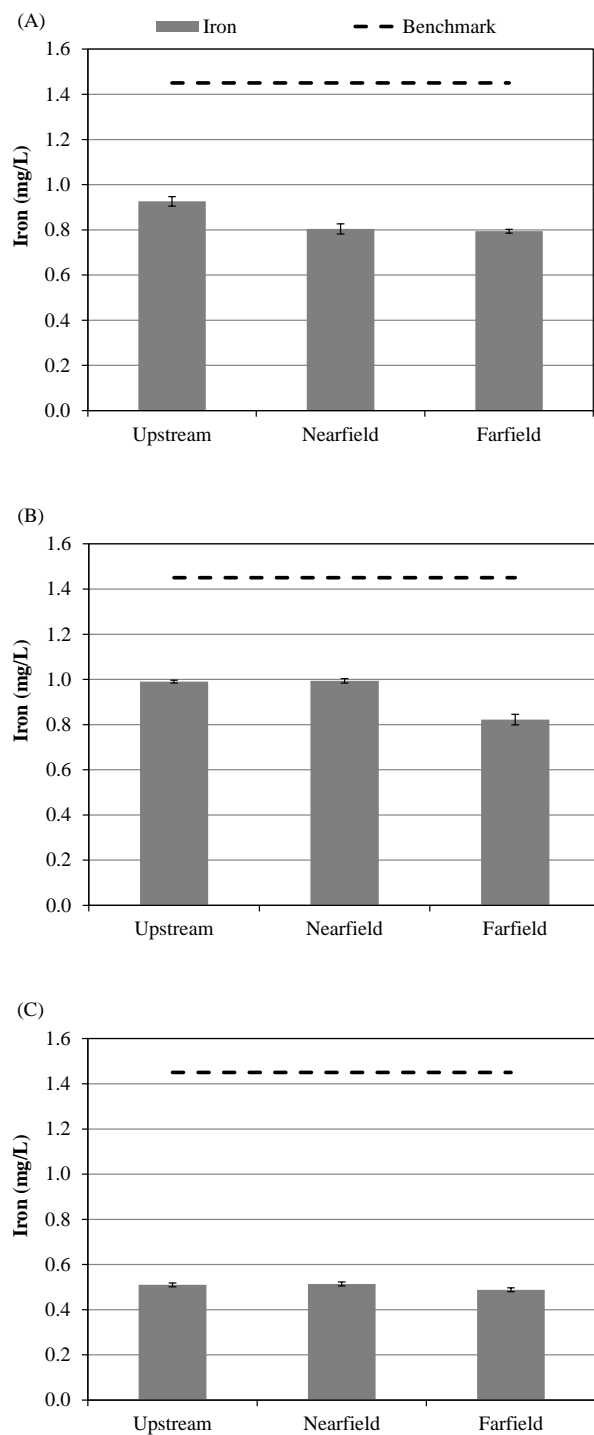 (A)
Iron
Benchmark
1.6
1.4
1.2
1.0
0.8
0.6
0.4
0.2
0.0
Iron (mg/L)
Upstream
Nearfield
Farfield
(B)
1.6
1.4
1.2
1.0
0.8
0.6
0.4
0.2
0.0
Iron (mg/L)
Upstream
Nearfield
Farfield
(C)
1.6
1.4
1.2
1.0
0.8
0.6
0.4
0.2
0.0
Iron (mg/L)
Upstream
Nearfield
Farfield